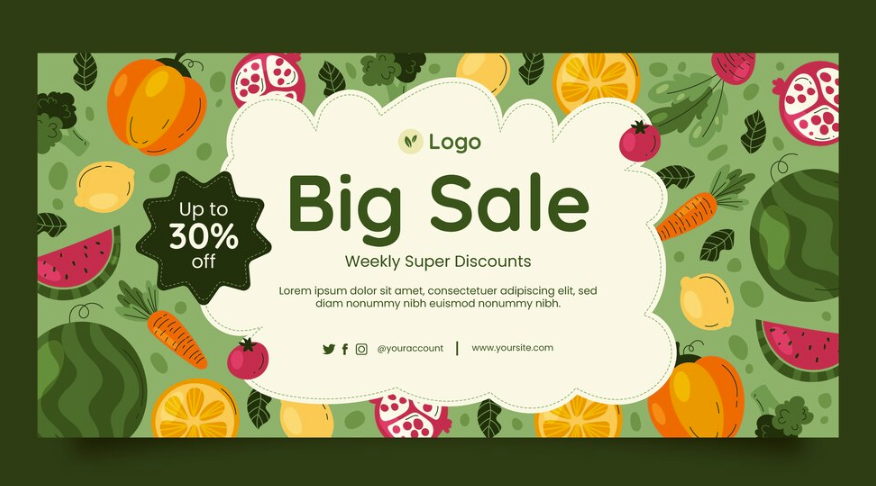 Logo
Big Sale
Up to
30%
off
Weekly Super Discounts
Lorem ipsum dolor sit amet, consectetuer adipiscing elit, sed
diam nonummy nibh euismod nonummy nibh.
@youraccount | www.yoursite.com